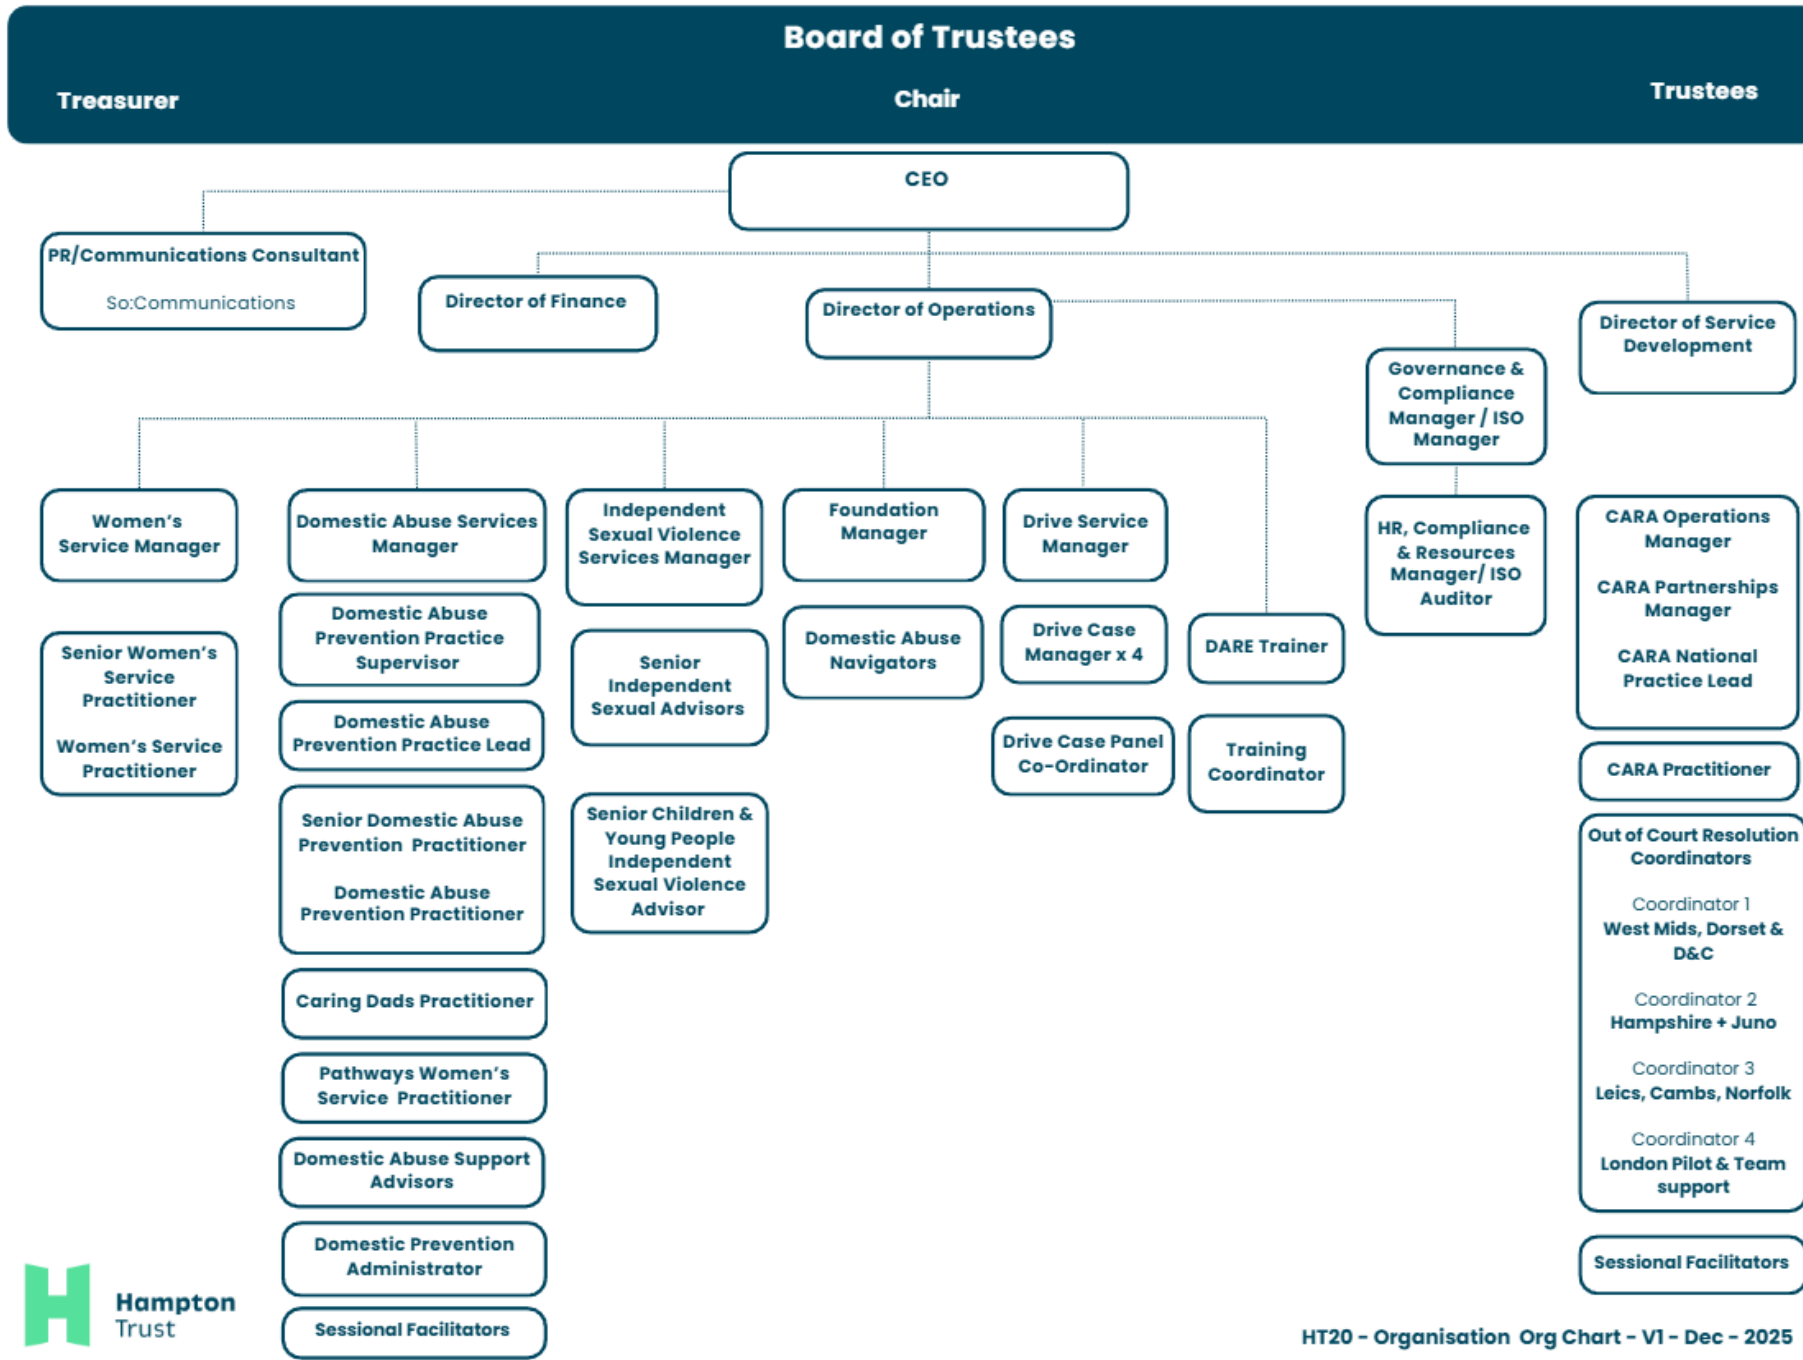 Board of Trustees
Treasurer
Chair
Trustees
CEO
PR/Communications Consultant
So:Communications
Director of Finance
Director of Operations
Director of Service
Development
Governance &
Compliance
Manager / ISO
Manager
HR, Compliance
& Resources
Manager/ ISO
Auditor
Women's
Service Manager
Senior Women's
Service
Practitioner
Women's Service
Practitioner
Domestic Abuse Services
Manager
Domestic Abuse
Prevention Practice
Supervisor
Domestic Abuse
Prevention Practice Lead
Senior Domestic Abuse
Prevention Practitioner
Domestic Abuse
Prevention Practitioner
Caring Dads Practitioner
Pathways Women's
Service Practitioner
Domestic Abuse Support
Advisors
Domestic Prevention
Administrator
Sessional Facilitators
Independent
Sexual Violence
Services Manager
Senior
Independent
Sexual Advisors
Senior Children &
Young People
Independent
Sexual Violence
Advisor
Foundation
Manager
Domestic Abuse
Navigators
Drive Service
Manager
Drive Case
Manager x 4
Drive Case Panel
Co-Ordinator
DARE Trainer
Training
Coordinator
CARA Operations
Manager
CARA Partnerships
Manager
CARA National
Practice Lead
CARA Practitioner
Out of Court Resolution
Coordinators
Coordinator 1
West Mids, Dorset &
D&C
Coordinator 2
Hampshire + Juno
Coordinator 3
Leics, Cambs, Norfolk
Coordinator 4
London Pilot & Team
support
Sessional Facilitators
Hampton
Trust
HT20 - Organisation Org Chart - V1 - Dec - 2025